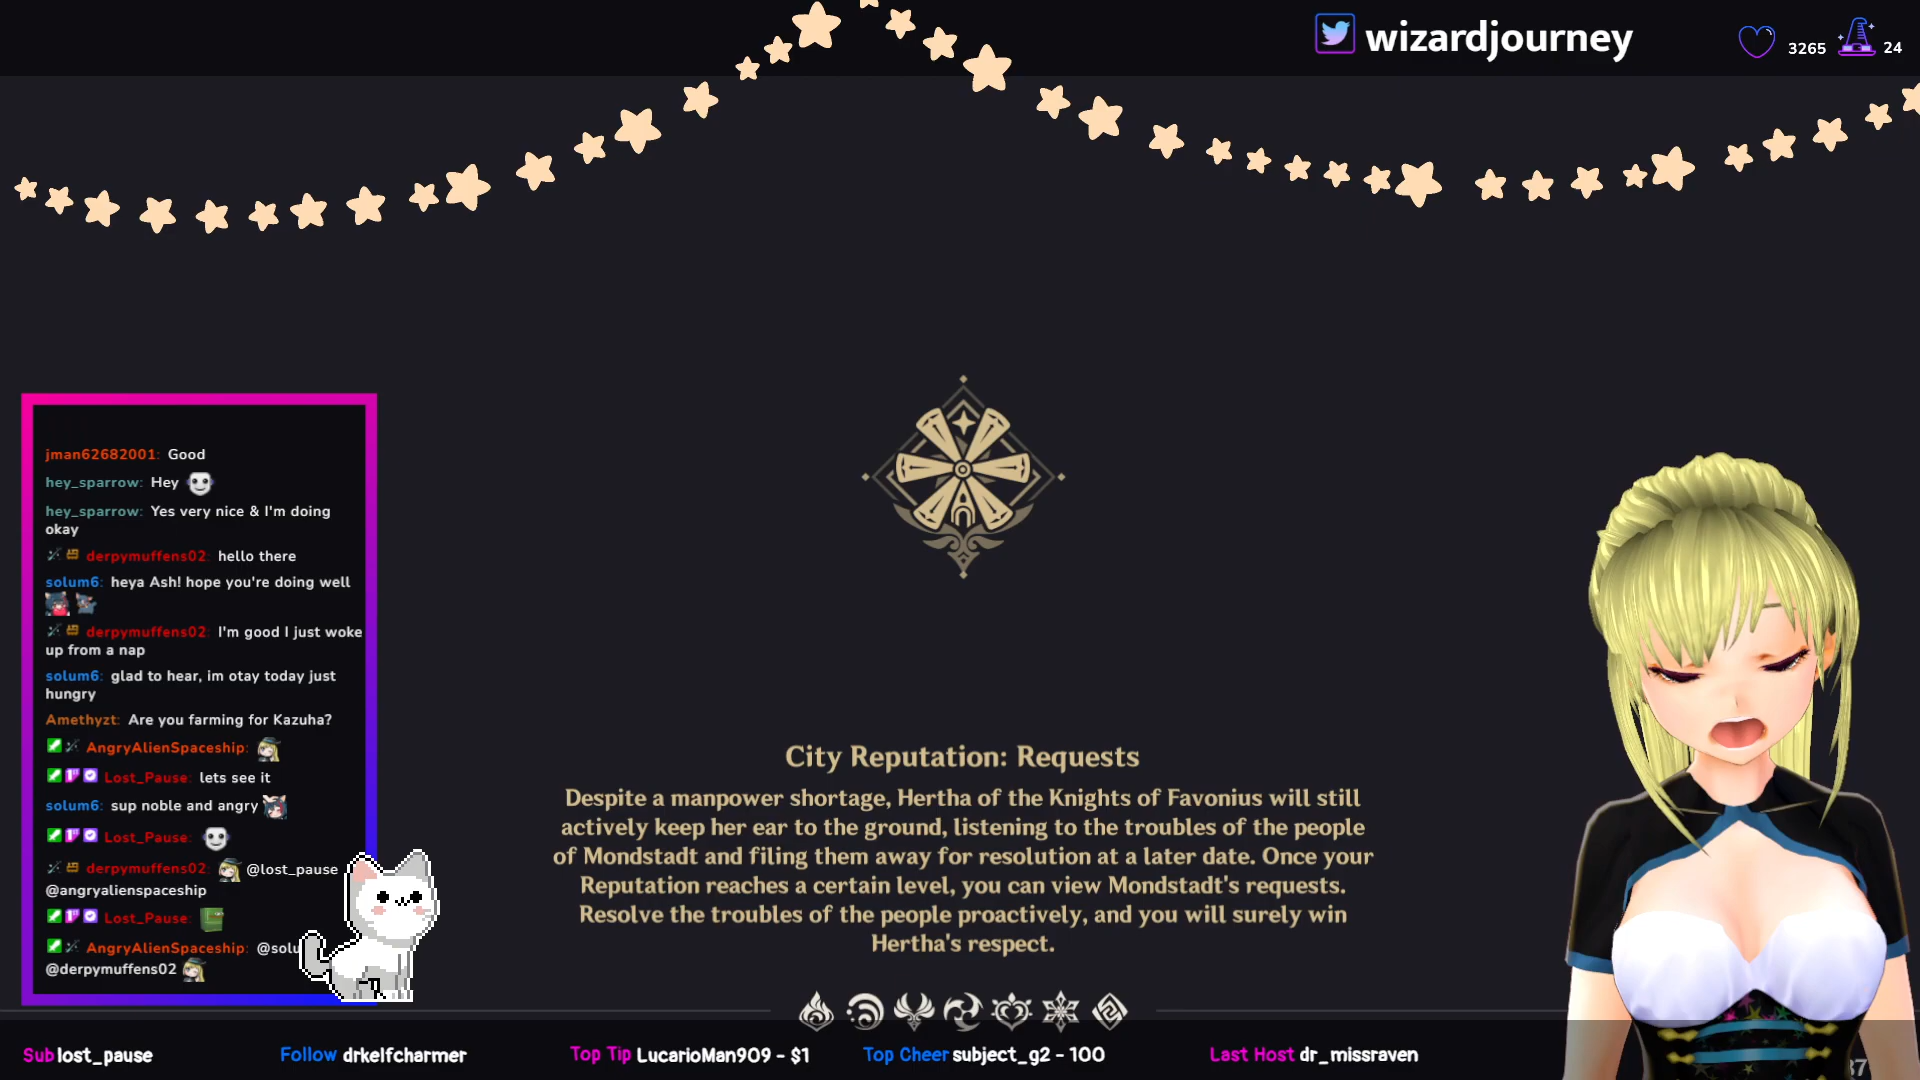 wizardjourney
3265
24
jman62682001: Good
hey_sparrow: Hey
hey_sparrow: Yes very nice & I'm doing
okay
derpymuffens02: hello there
solum6: heya Ash! hope you're doing well
derpymuffens02: I'm good I just woke
up from a nap
solum6: glad to hear, im otay today just
hungry
Amethyzt: Are you farming for Kazuha?
AngryAlienSpaceship:
Lost_Pause: lets see it
solum6: sup noble and angry
Lost_Pause:
derpymuffens02: @lost_pause
@angryalienspaceship
Lost_Pause:
AngryAlienSpaceship: @solu
@derpymuffens02
City Reputation: Requests
Despite a manpower shortage, Hertha of the Knights of Favonius will still
actively keep her ear to the ground, listening to the troubles of the people
of Mondstadt and filing them away for resolution at a later date. Once your
Reputation reaches a certain level, you can view Mondstadt's requests.
Resolve the troubles of the people proactively, and you will surely win
Hertha's respect.
Sub lost_pause
Follow drkelfcharmer
Top Tip LucarioMan909 - $1
Top Cheer subject_g2 - 100
Last Host dr_missraven